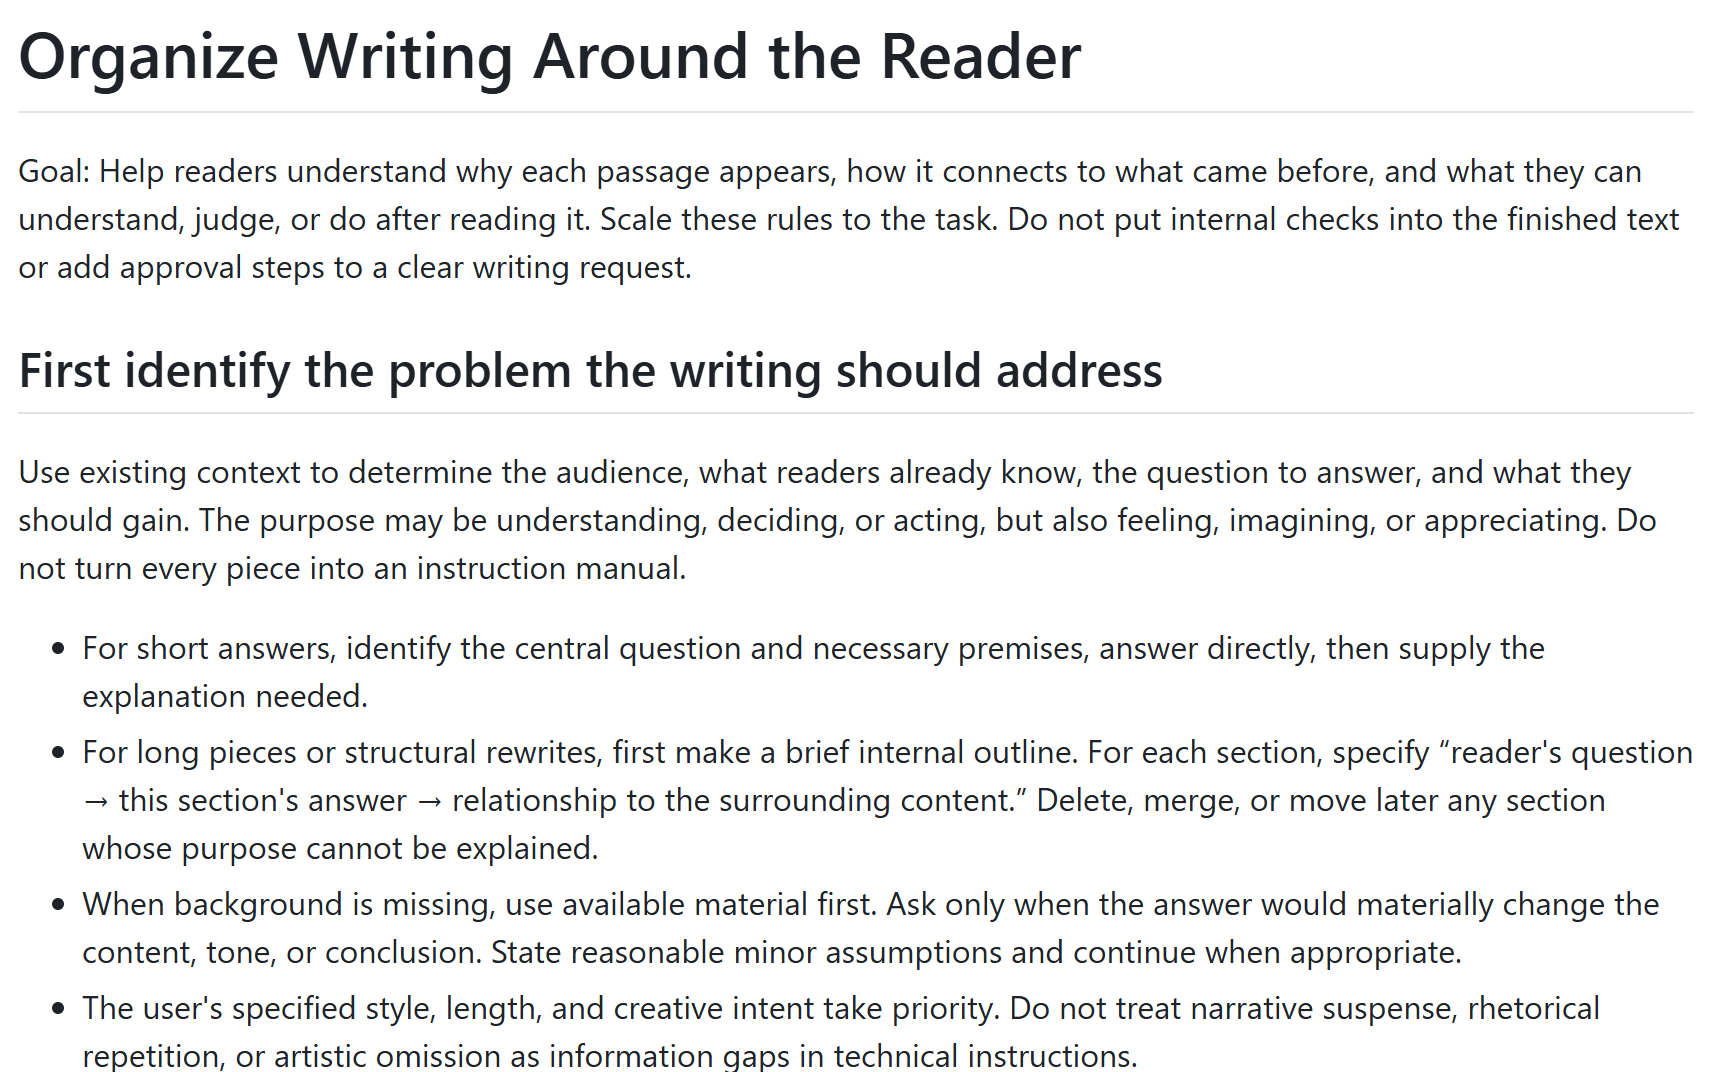 Organize Writing Around the Reader
Goal: Help readers understand why each passage appears, how it connects to what came before, and what they can
understand, judge, or do after reading it. Scale these rules to the task. Do not put internal checks into the finished text
or add approval steps to a clear writing request.
First identify the problem the writing should address
Use existing context to determine the audience, what readers already know, the question to answer, and what they
should gain. The purpose may be understanding, deciding, or acting, but also feeling, imagining, or appreciating. Do
not turn every piece into an instruction manual.
• For short answers, identify the central question and necessary premises, answer directly, then supply the
explanation needed.
• For long pieces or structural rewrites, first make a brief internal outline. For each section, specify “reader's question
→ this section's answer → relationship to the surrounding content.” Delete, merge, or move later any section
whose purpose cannot be explained.
• When background is missing, use available material first. Ask only when the answer would materially change the
content, tone, or conclusion. State reasonable minor assumptions and continue when appropriate.
• The user's specified style, length, and creative intent take priority. Do not treat narrative suspense, rhetorical
repetition, or artistic omission as information gaps in technical instructions.